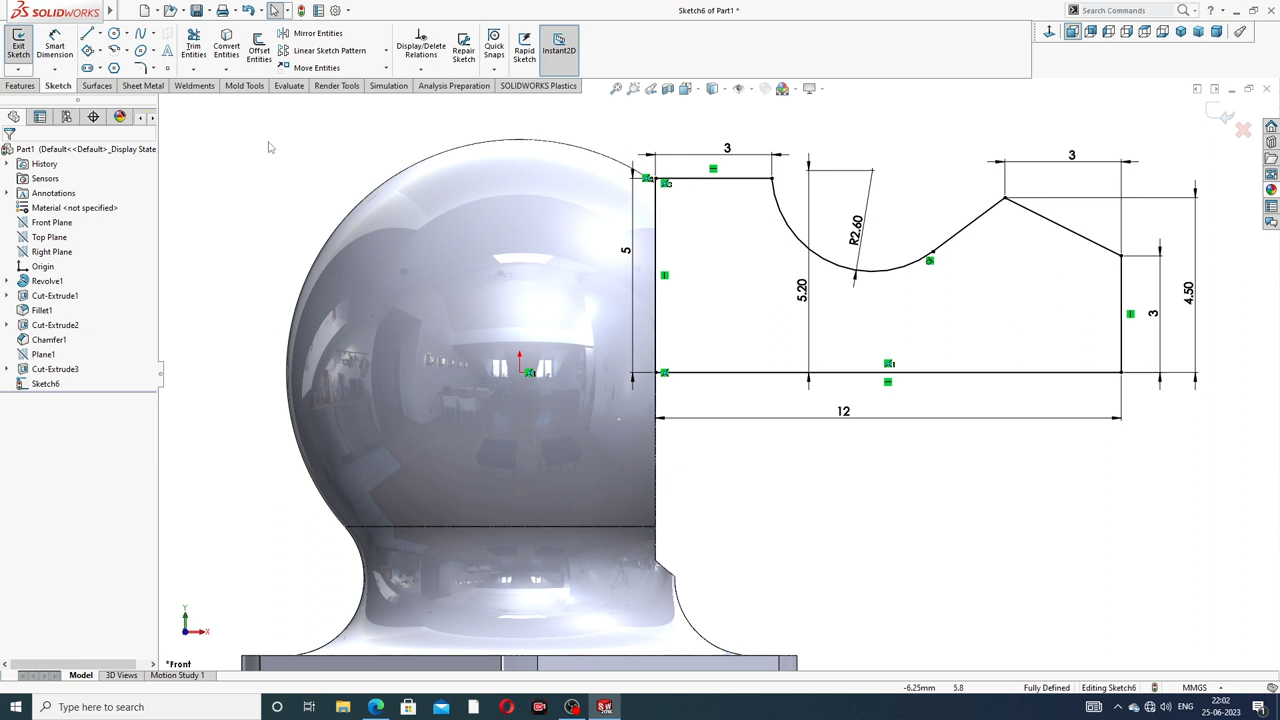 SOLIDWORKS
Sketch6 of Part1 *
Search Commands
Exit Sketch
Smart Dimension
Trim Entities
Convert Entities
Offset Entities
Mirror Entities
Linear Sketch Pattern
Move Entities
Display/Delete Relations
Repair Sketch
Quick Snaps
Rapid Sketch
Instant2D
Features
Sketch
Surfaces
Sheet Metal
Weldments
Mold Tools
Evaluate
Render Tools
Simulation
Analysis Preparation
SOLIDWORKS Plastics
Part1 (Default<<Default>_Display State
History
Sensors
Annotations
Material <not specified>
Front Plane
Top Plane
Right Plane
Origin
Revolve1
Cut-Extrude1
Fillet1
Cut-Extrude2
Chamfer1
Plane1
Cut-Extrude3
Sketch6
3
3
5
R2.60
5.20
3
4.50
12
Y
X
*Front
Model
3D Views
Motion Study 1
-6.25mm
5.8
Fully Defined
Editing Sketch6
MMGS
Type here to search
ENG
22:02
25-06-2023